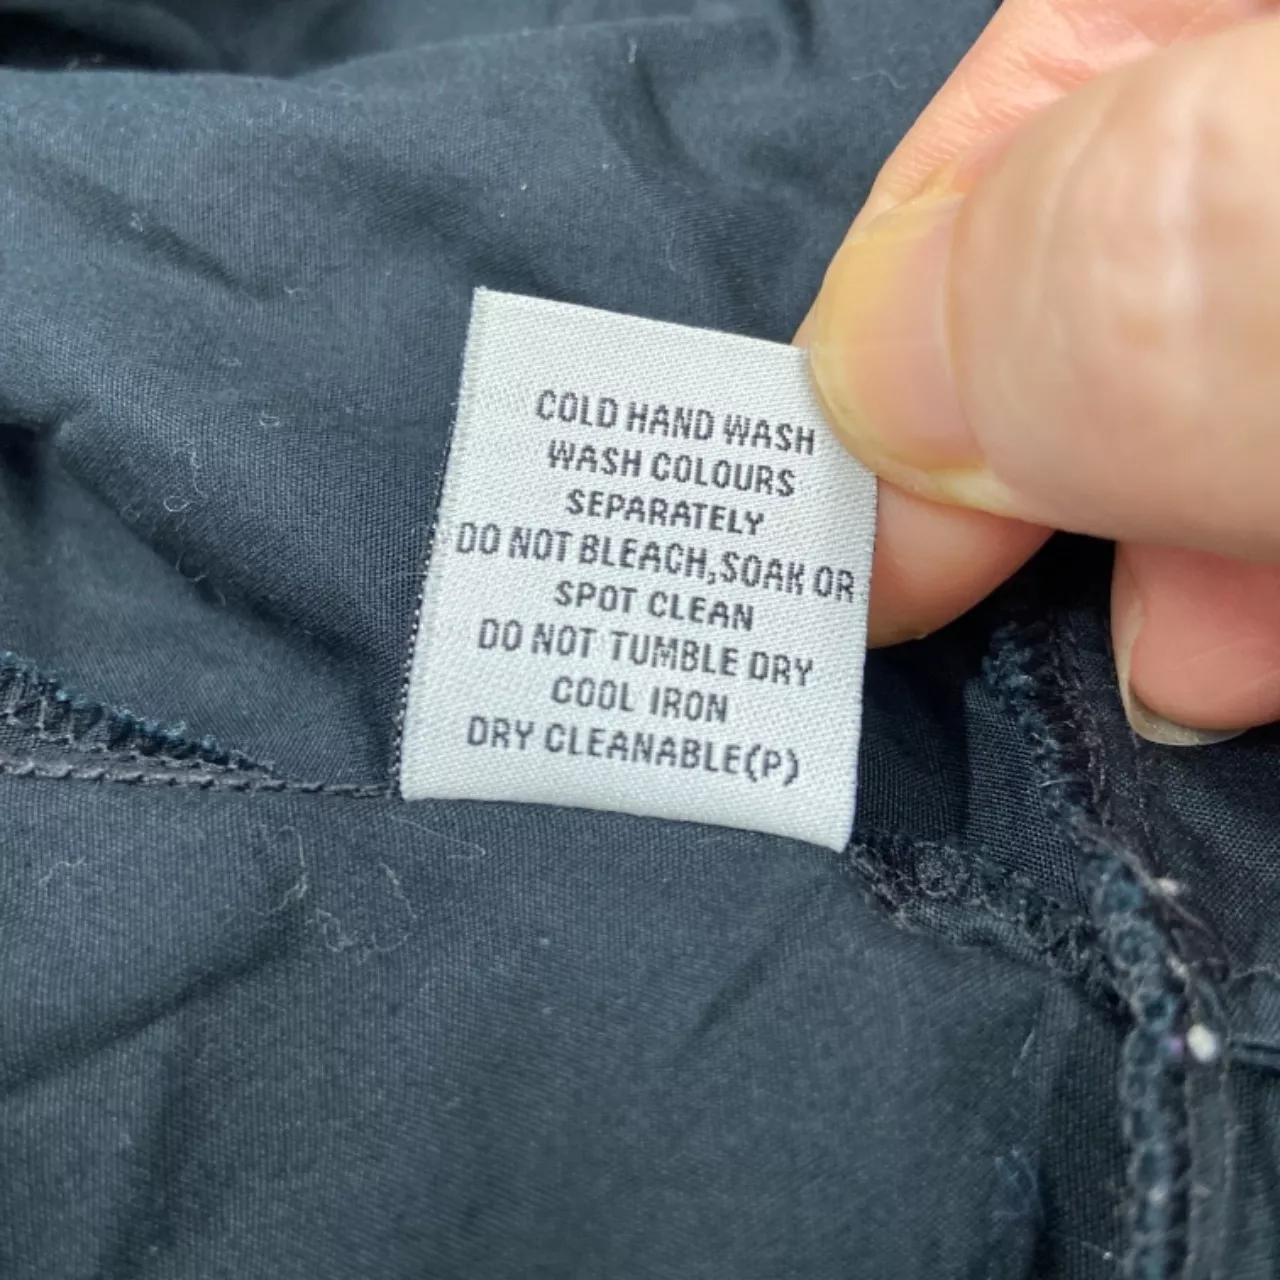 COLD HAND WASH
WASH COLOURS
SEPARATELY
DO NOT BLEACH,SOAK OR
SPOT CLEAN
DO NOT TUMBLE DRY
COOL IRON
DRY CLEANABLE(P)